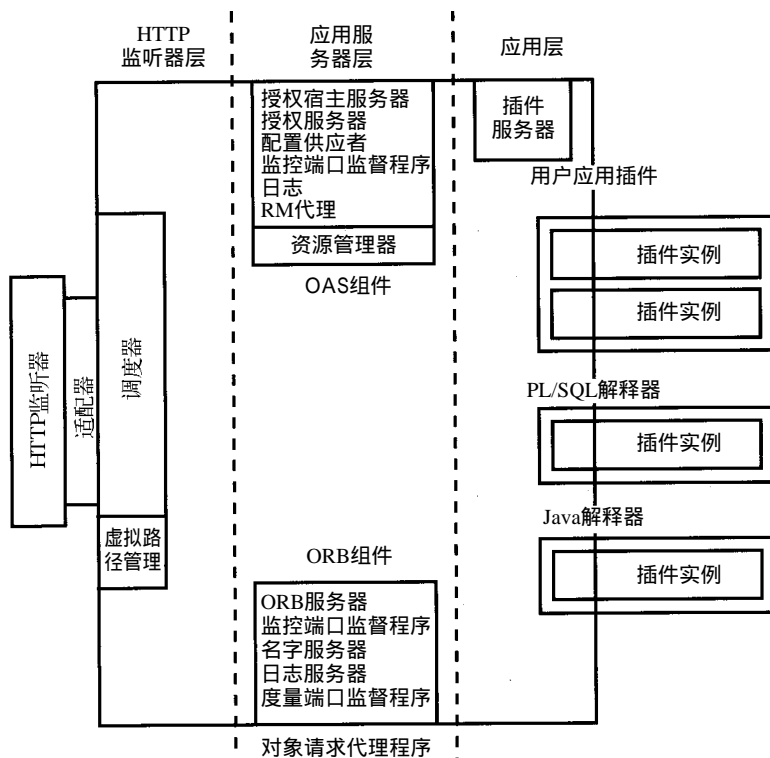 HTTP
监听器层
应用服
务器层
应用层
授权宿主服务器
授权服务器
配置供应者
监控端口监督程序
日志
RM代理
资源管理器
OAS组件
插件
服务器
用户应用插件
插件实例
插件实例
HTTP监听器
适配器
调度器
虚拟路
径管理
PL/SQL解释器
插件实例
Java解释器
插件实例
ORB组件
ORB服务器
监控端口监督程序
名字服务器
日志服务器
度量端口监督程序
对象请求代理程序